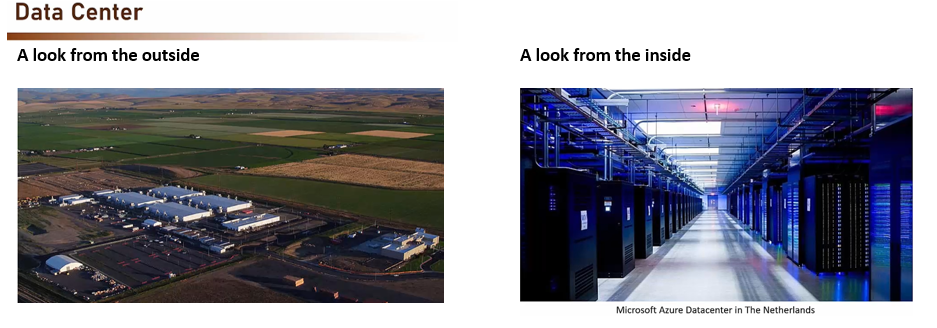 Data Center
A look from the outside
A look from the inside
Microsoft Azure Datacenter in The Netherlands